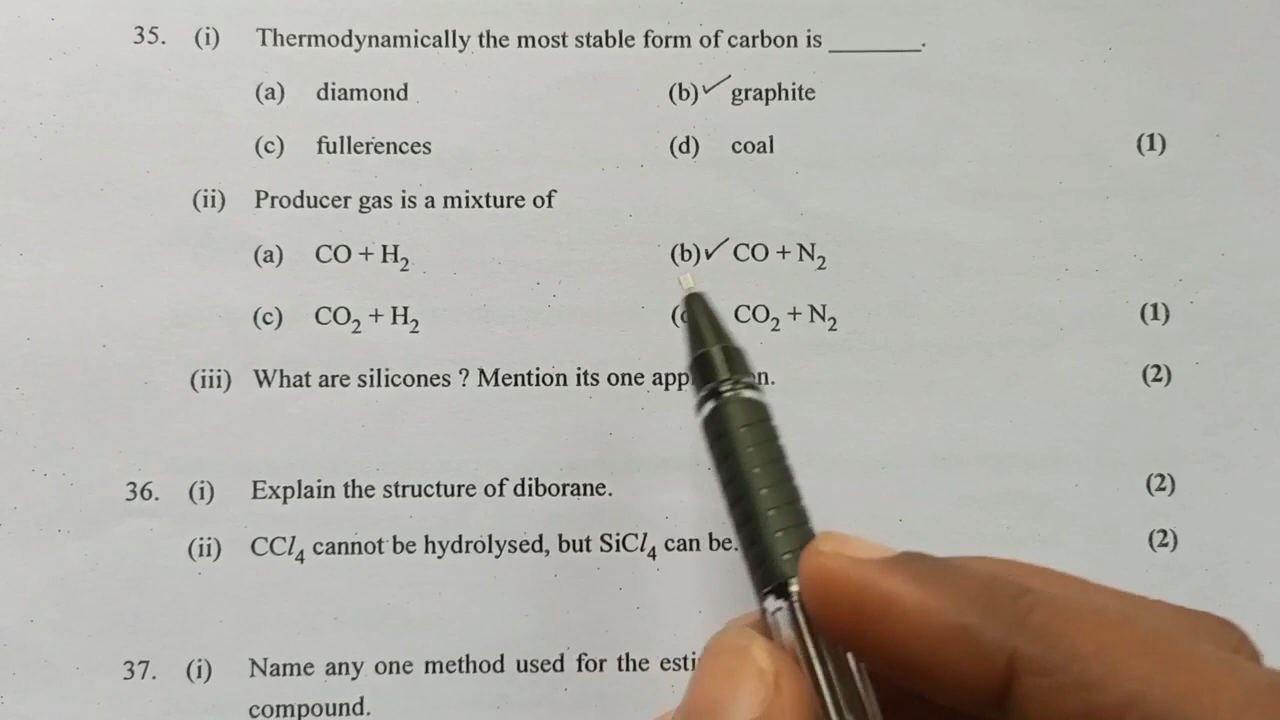 35. (i) Thermodynamically the most stable form of carbon is _______.
(a) diamond (b) ✓ graphite
(c) fullerences (d) coal (1)
(ii) Producer gas is a mixture of
(a) CO + H₂ (b) ✓ CO + N₂
(c) CO₂ + H₂ CO₂ + N₂ (1)
(iii) What are silicones ? Mention its one (2)
36. (i) Explain the structure of diborane. (2)
(ii) CCl₄ cannot be hydrolysed, but SiCl₄ can be. (2)
37. (i) Name any one method used for the
compound.